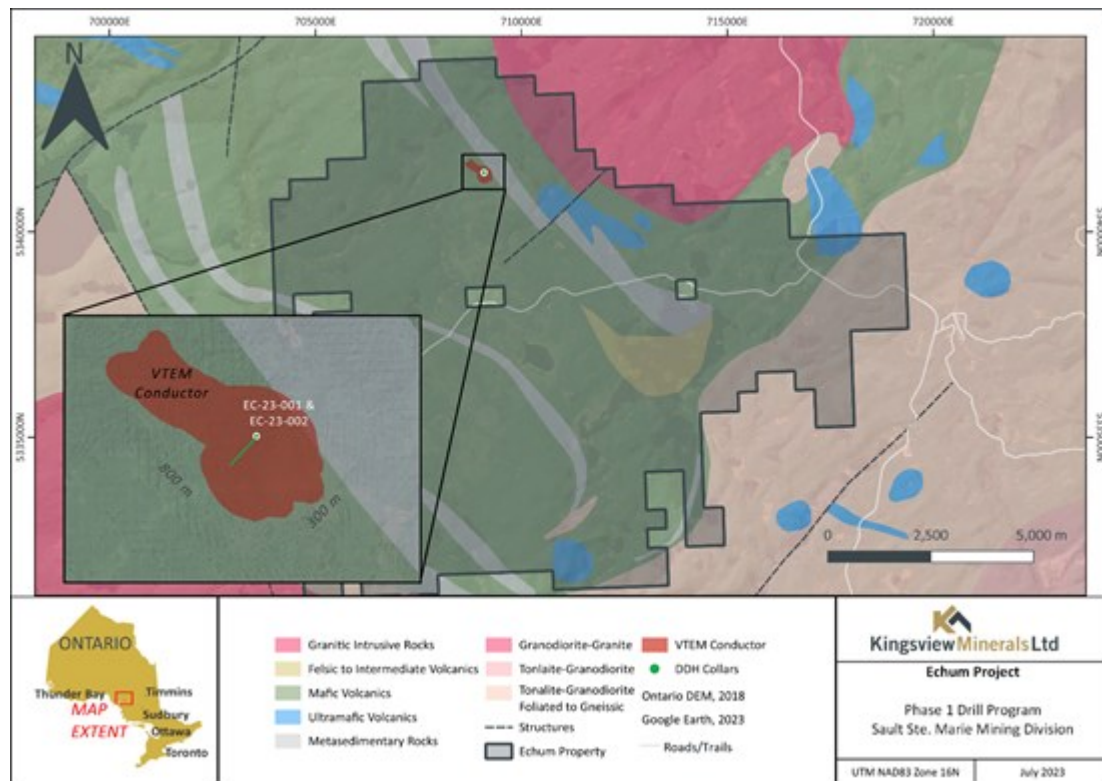 700000E 705000E 710000E 715000E 720000E
N
5340000N
5340000N
VTEM
Conductor
EC-23-001 &
EC-23-002
800 m
300 m
5335000N
5335000N
0 2,500 5,000 m
ONTARIO
Thunder Bay
Timmins
MAP
EXTENT
Sudbury
Ottawa
Toronto
Granitic Intrusive Rocks
Felsic to Intermediate Volcanics
Mafic Volcanics
Ultramafic Volcanics
Metasedimentary Rocks
Granodiorite-Granite
Tonlaite-Granodiorite
Tonalite-Granodiorite
Foliated to Gneissic
Structures
Echum Property
VTEM Conductor
DDH Collars
Ontario DEM, 2018
Google Earth, 2023
Roads/Trails
Kingsview Minerals Ltd
Echum Project
Phase 1 Drill Program
Sault Ste. Marie Mining Division
UTM NAD83 Zone 16N
July 2023